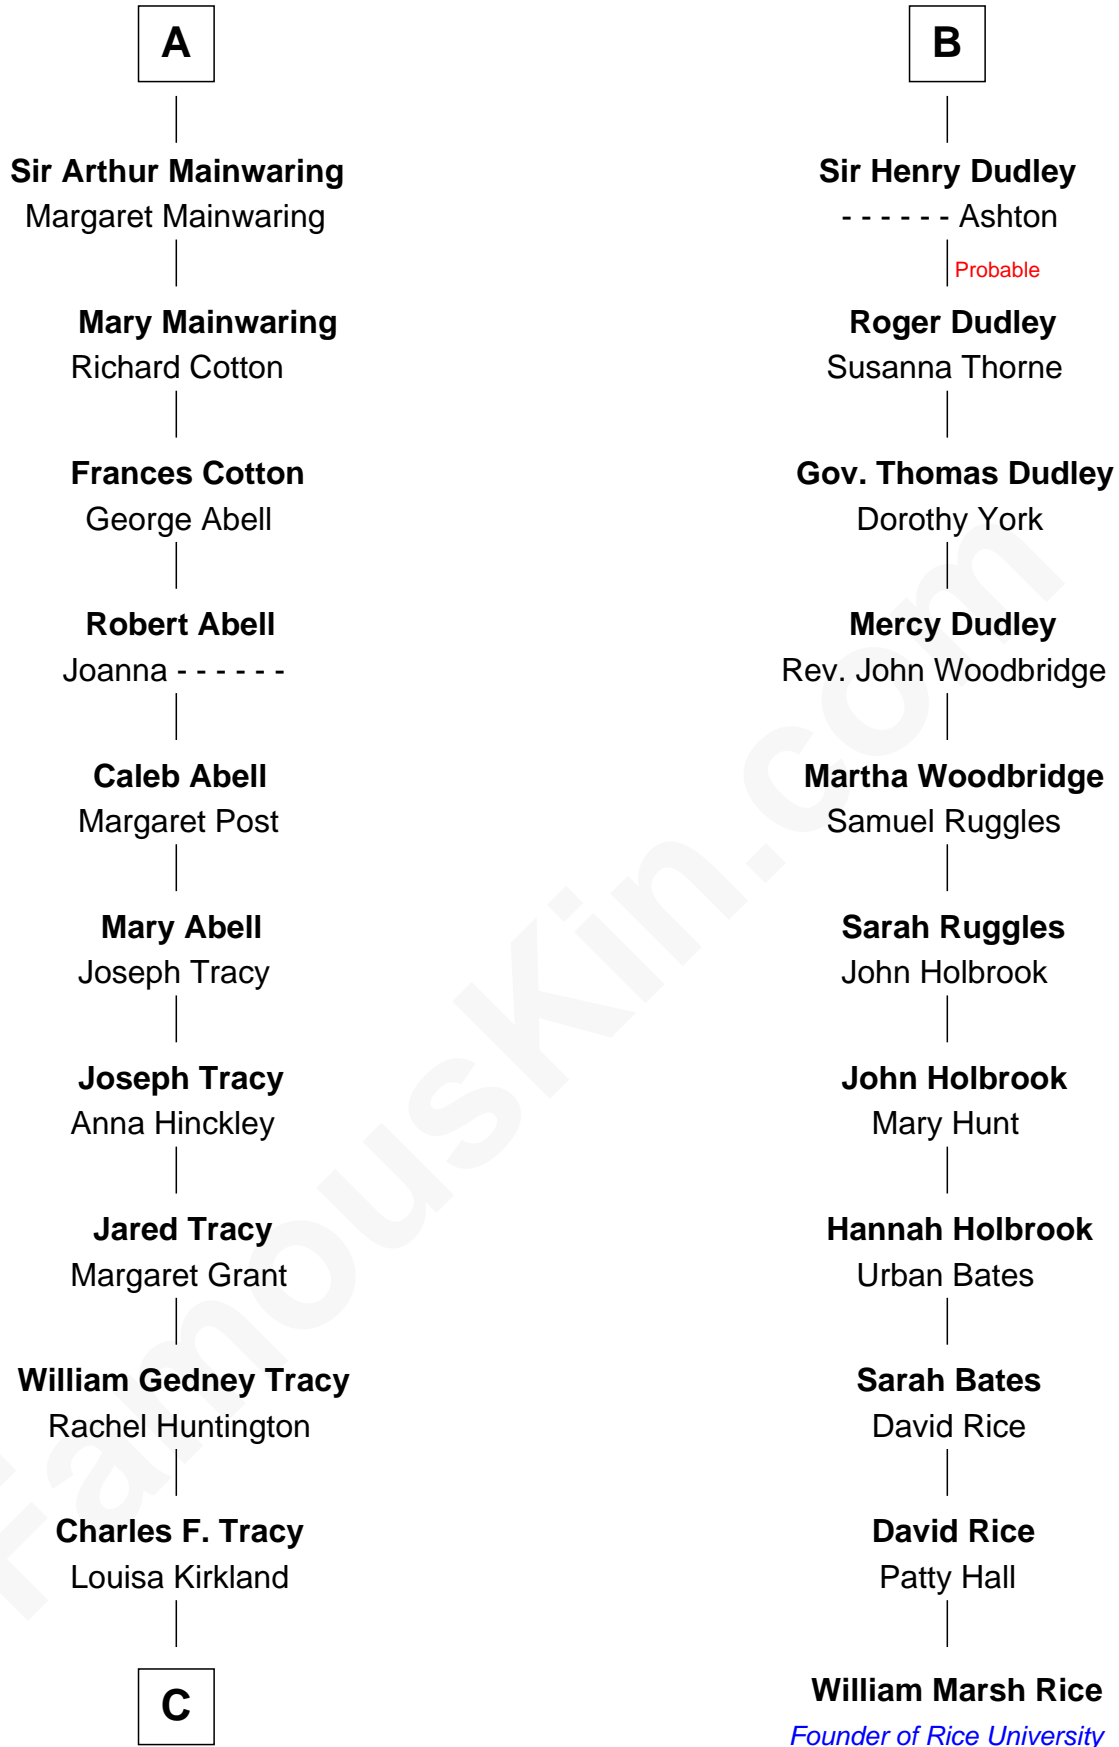 A
Sir Arthur Mainwaring
Margaret Mainwaring
Mary Mainwaring
Richard Cotton
Frances Cotton
George Abell
Robert Abell
Joanna - - - - - -
Caleb Abell
Margaret Post
Mary Abell
Joseph Tracy
Joseph Tracy
Anna Hinckley
Jared Tracy
Margaret Grant
William Gedney Tracy
Rachel Huntington
Charles F. Tracy
Louisa Kirkland
C
B
Sir Henry Dudley
- - - - - - Ashton
Probable
Roger Dudley
Susanna Thorne
Gov. Thomas Dudley
Dorothy York
Mercy Dudley
Rev. John Woodbridge
Martha Woodbridge
Samuel Ruggles
Sarah Ruggles
John Holbrook
John Holbrook
Mary Hunt
Hannah Holbrook
Urban Bates
Sarah Bates
David Rice
David Rice
Patty Hall
William Marsh Rice
Founder of Rice University
FamousKin.com